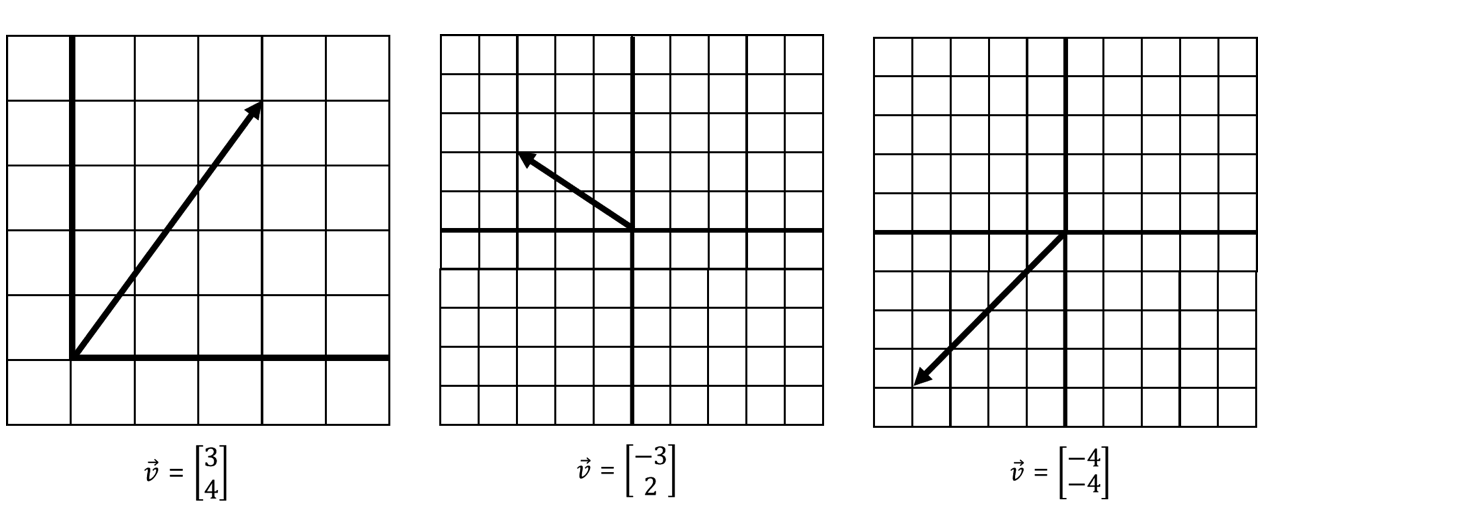 v⃗ = [3 4]
v⃗ = [−3 2]
v⃗ = [−4 −4]